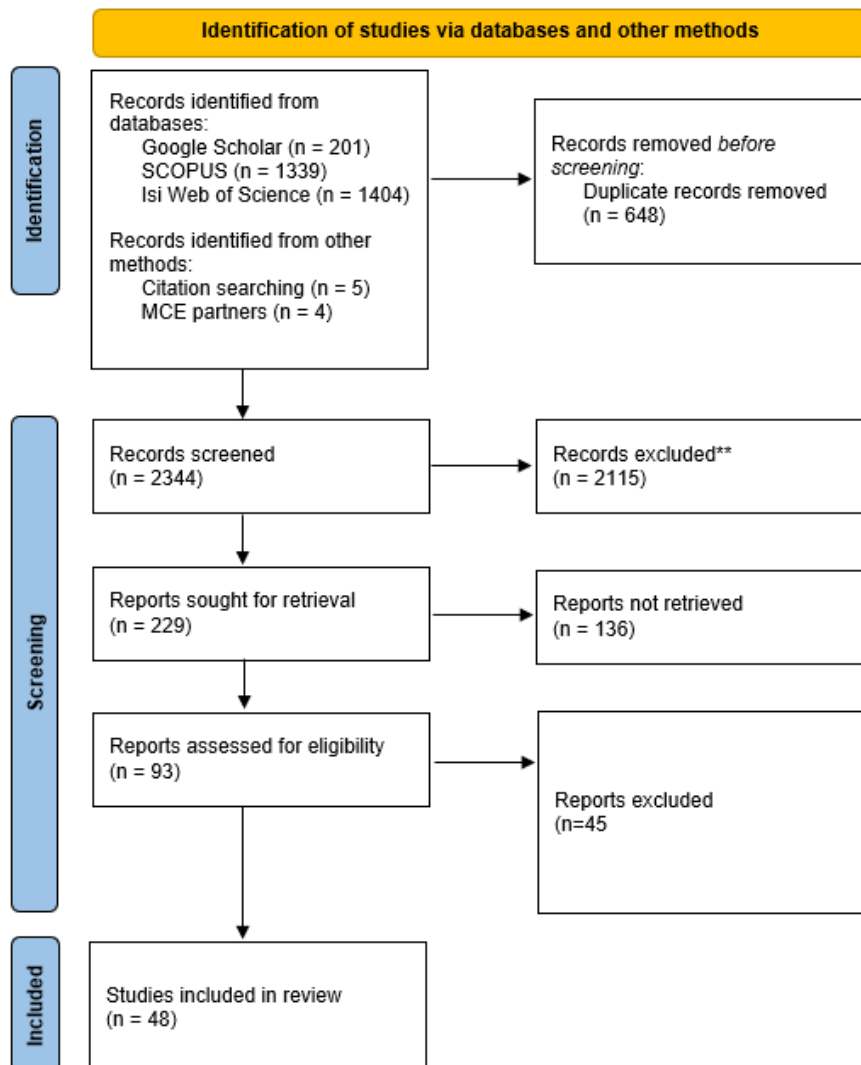 Identification of studies via databases and other methods
Identification
Records identified from
databases:
Google Scholar (n = 201)
SCOPUS (n = 1339)
Isi Web of Science (n = 1404)
Records identified from other
methods:
Citation searching (n = 5)
MCE partners (n = 4)
Records removed before
screening:
Duplicate records removed
(n = 648)
Screening
Records screened
(n = 2344)
Records excluded**
(n = 2115)
Reports sought for retrieval
(n = 229)
Reports not retrieved
(n = 136)
Reports assessed for eligibility
(n = 93)
Reports excluded
(n=45
Included
Studies included in review
(n = 48)